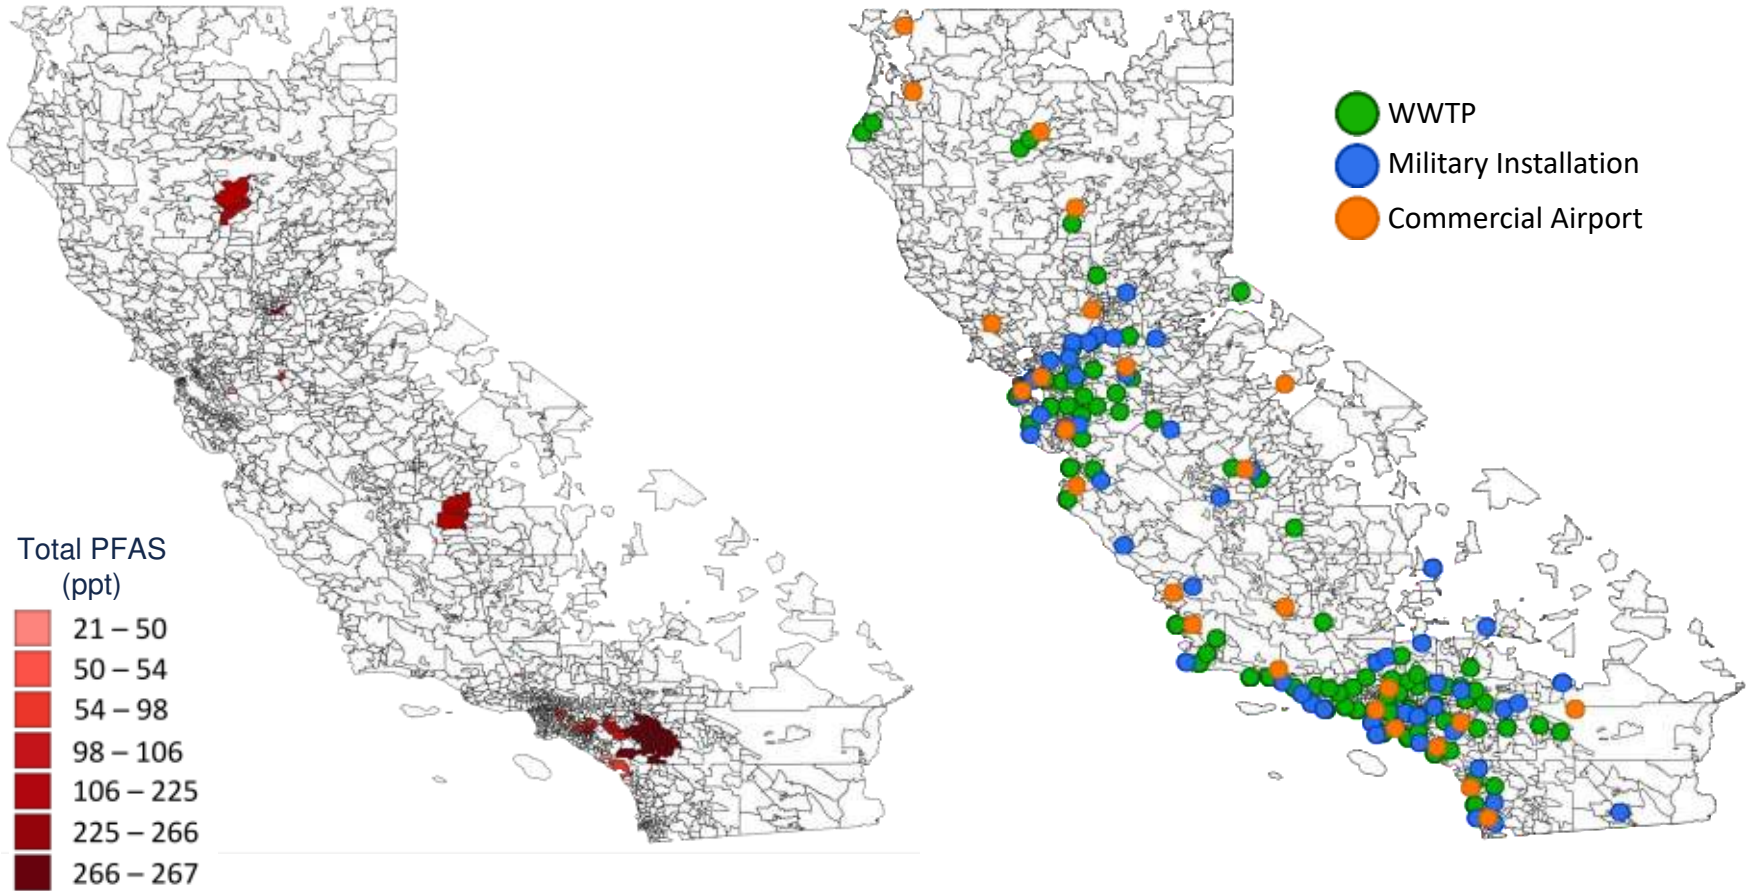 WWTP
Military Installation
Commercial Airport
Total PFAS
(ppt)
21 – 50
50 – 54
54 – 98
98 – 106
106 – 225
225 – 266
266 – 267